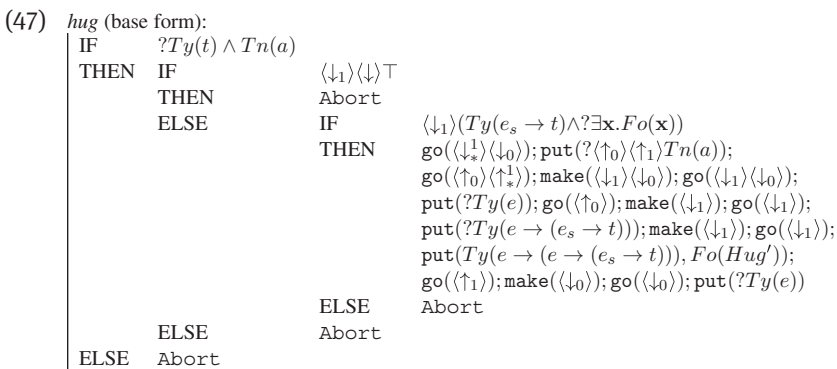 (47) hug (base form):
IF ?Ty(t) ∧ Tn(a)
THEN IF ⟨↓₁⟩⟨↓⟩⊤
THEN Abort
ELSE IF ⟨↓₁⟩(Ty(eₛ → t)∧?∃x.Fo(x))
THEN go(⟨↓¹∗⟩⟨↓₀⟩); put(?⟨↑₀⟩⟨↑₁⟩Tn(a));
go(⟨↑₀⟩⟨↑¹∗⟩); make(⟨↓₁⟩⟨↓₀⟩); go(⟨↓₁⟩⟨↓₀⟩);
put(?Ty(e)); go(⟨↑₀⟩); make(⟨↓₁⟩); go(⟨↓₁⟩);
put(?Ty(e → (eₛ → t))); make(⟨↓₁⟩); go(⟨↓₁⟩);
put(Ty(e → (e → (eₛ → t))), Fo(Hug′));
go(⟨↑₁⟩); make(⟨↓₀⟩); go(⟨↓₀⟩); put(?Ty(e))
ELSE Abort
ELSE Abort
ELSE Abort